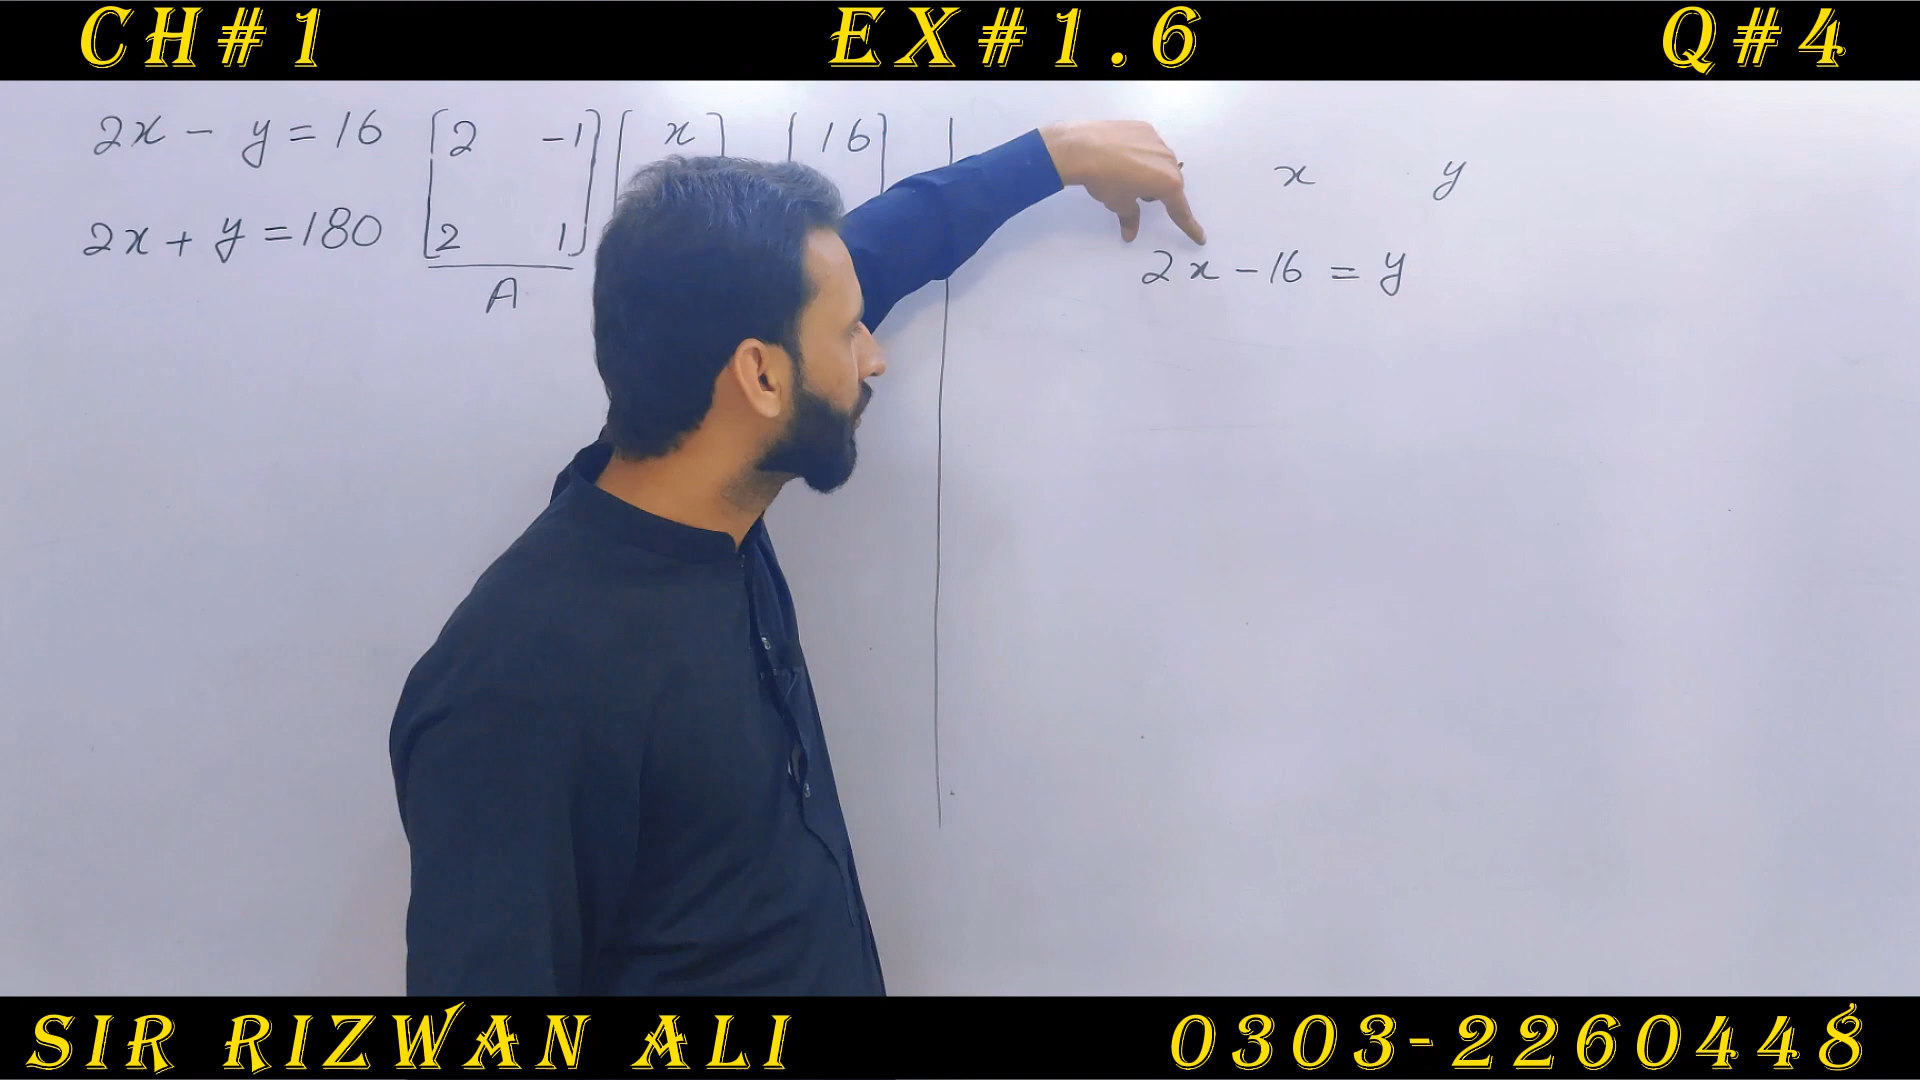 CH#1 EX#1.6 Q#4
2x - y = 16 [2 -1] [x] [16]
x y
2x + y = 180 [2 1]
2x - 16 = y
A
SIR RIZWAN ALI 0303-2260448